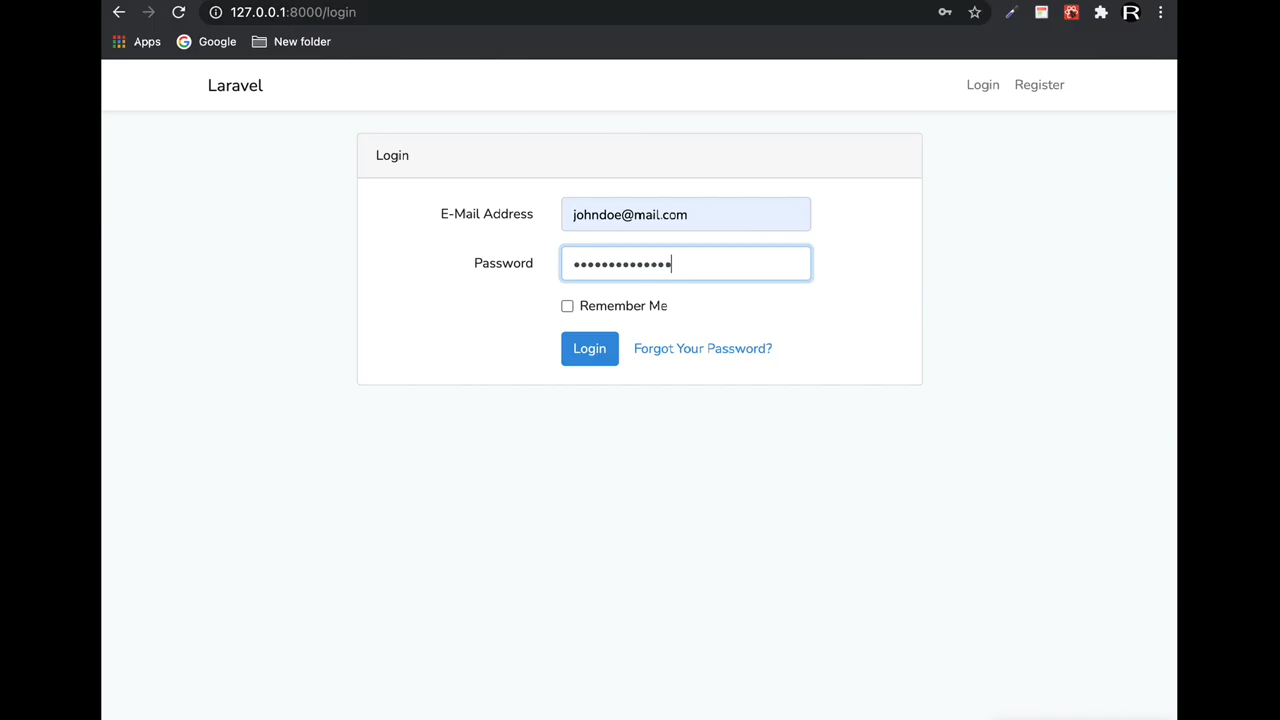 127.0.0.1:8000/login
Apps Google New folder
Laravel Login Register
Login
E-Mail Address johndoe@mail.com
Password ••••••••••••••
Remember Me
Login Forgot Your Password?